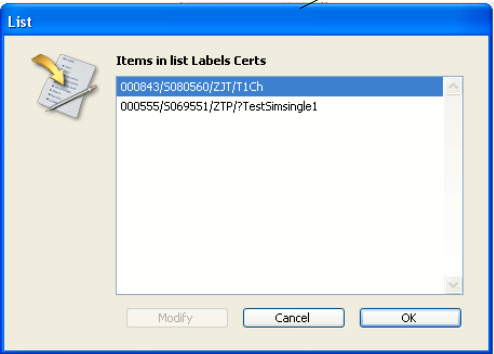 List
Items in list Labels Certs
000843/S080560/ZJT/T1Ch
000555/S069551/ZTP/?TestSimsingle1
Modify Cancel OK